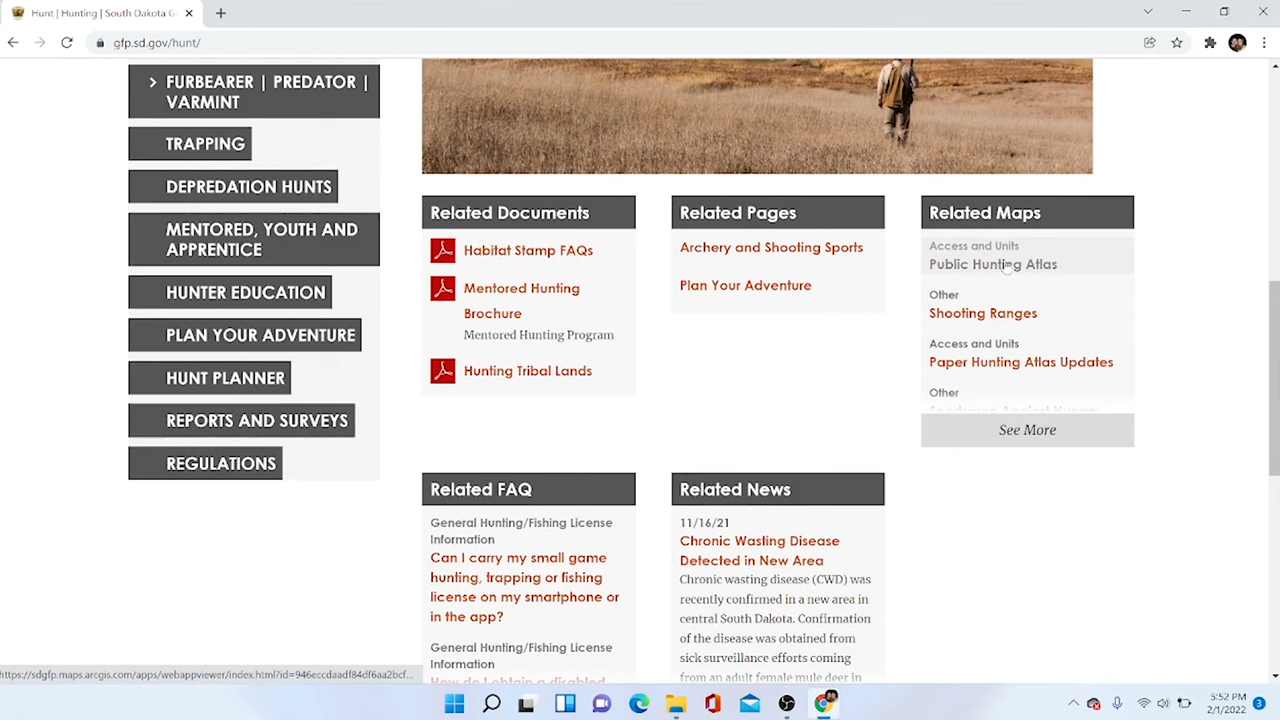 Hunt | Hunting | South Dakota G
gfp.sd.gov/hunt/
FURBEARER | PREDATOR |
VARMINT
TRAPPING
DEPREDATION HUNTS
MENTORED, YOUTH AND
APPRENTICE
HUNTER EDUCATION
PLAN YOUR ADVENTURE
HUNT PLANNER
REPORTS AND SURVEYS
REGULATIONS
Related Documents
Habitat Stamp FAQs
Mentored Hunting
Brochure
Mentored Hunting Program
Hunting Tribal Lands
Related Pages
Archery and Shooting Sports
Plan Your Adventure
Related Maps
Access and Units
Public Hunting Atlas
Other
Shooting Ranges
Access and Units
Paper Hunting Atlas Updates
Other
Sportsmen Against Hunger
See More
Related FAQ
General Hunting/Fishing License
Information
Can I carry my small game
hunting, trapping or fishing
license on my smartphone or
in the app?
General Hunting/Fishing License
Information
How do I obtain a disabled
Related News
11/16/21
Chronic Wasting Disease
Detected in New Area
Chronic wasting disease (CWD) was
recently confirmed in a new area in
central South Dakota. Confirmation
of the disease was obtained from
sick surveillance efforts coming
from an adult female mule deer in
https://sdgfp.maps.arcgis.com/apps/webappviewer/index.html?id=946eccdaadf84df6aa2bcf...
5:52 PM
2/1/2022
3